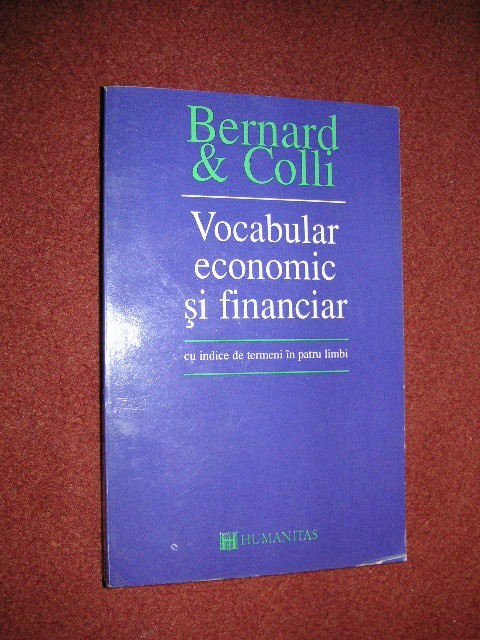 Bernard
& Colli
Vocabular
economic
şi financiar
cu indice de termeni în patru limbi
HUMANITAS